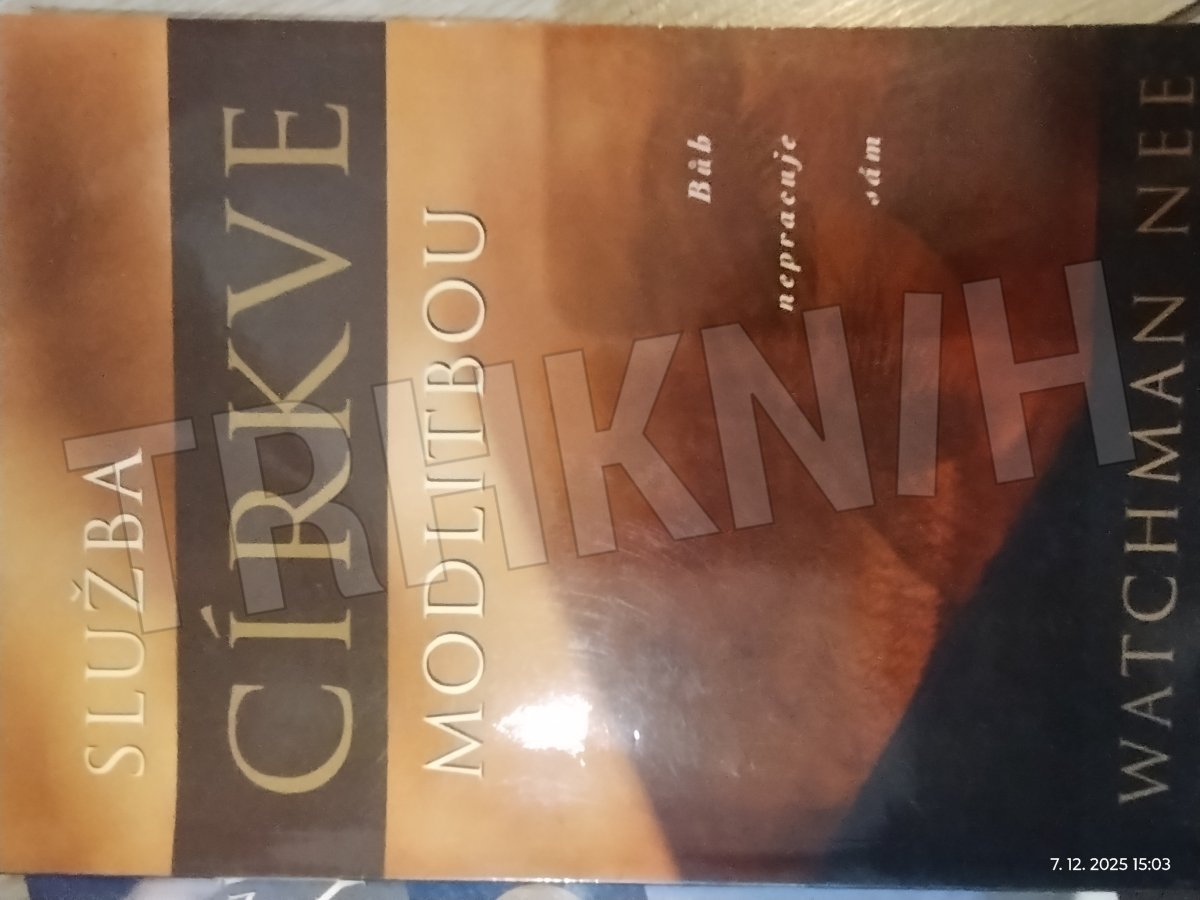 SLUŽBA
CÍRKVE
MODLITBOU
Bůh
nepracuje
sám
WATCHMAN NEE
TRHKNIH
7. 12. 2025 15:03